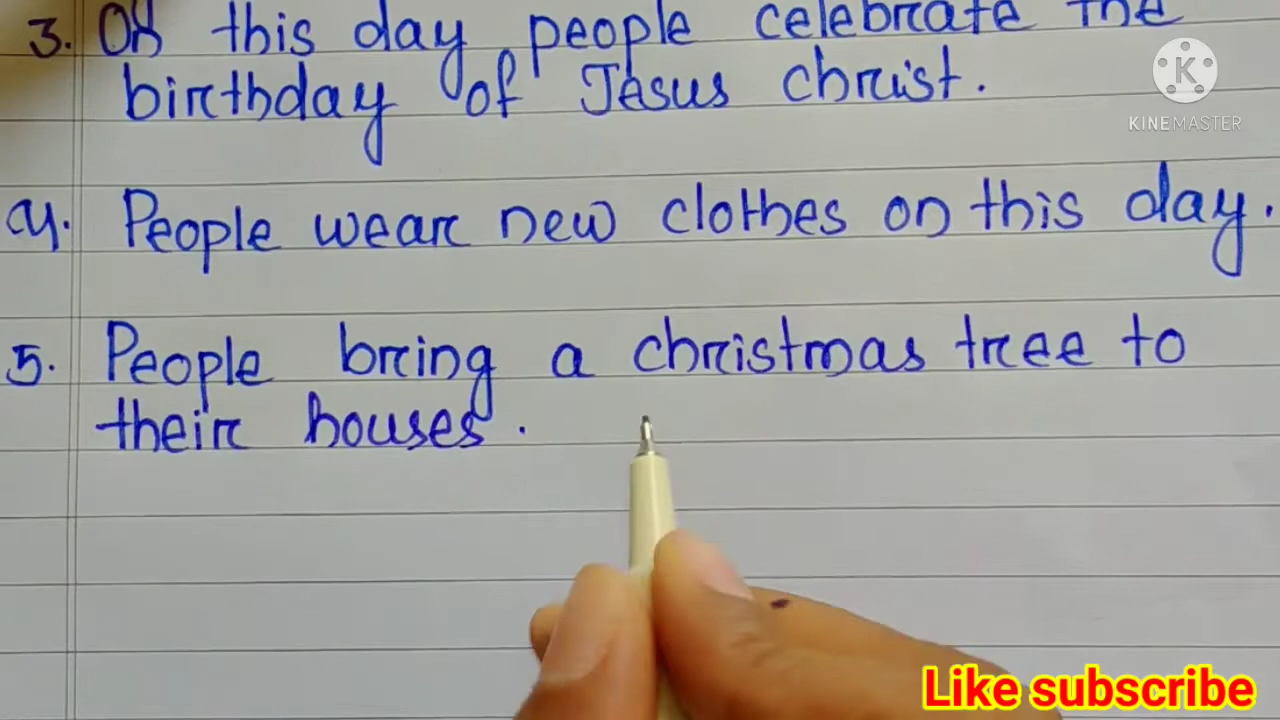 3. On this day people celebrate the
birthday of Jesus christ.
4. People wear new clothes on this day.
5. People bring a christmas tree to
their houses.
KINEMASTER
Like subscribe